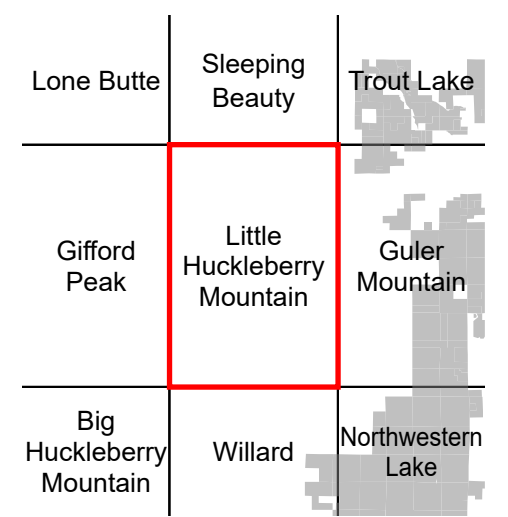 Lone Butte
Sleeping
Beauty
Trout Lake
Gifford
Peak
Little
Huckleberry
Mountain
Guler
Mountain
Big
Huckleberry
Mountain
Willard
Northwestern
Lake